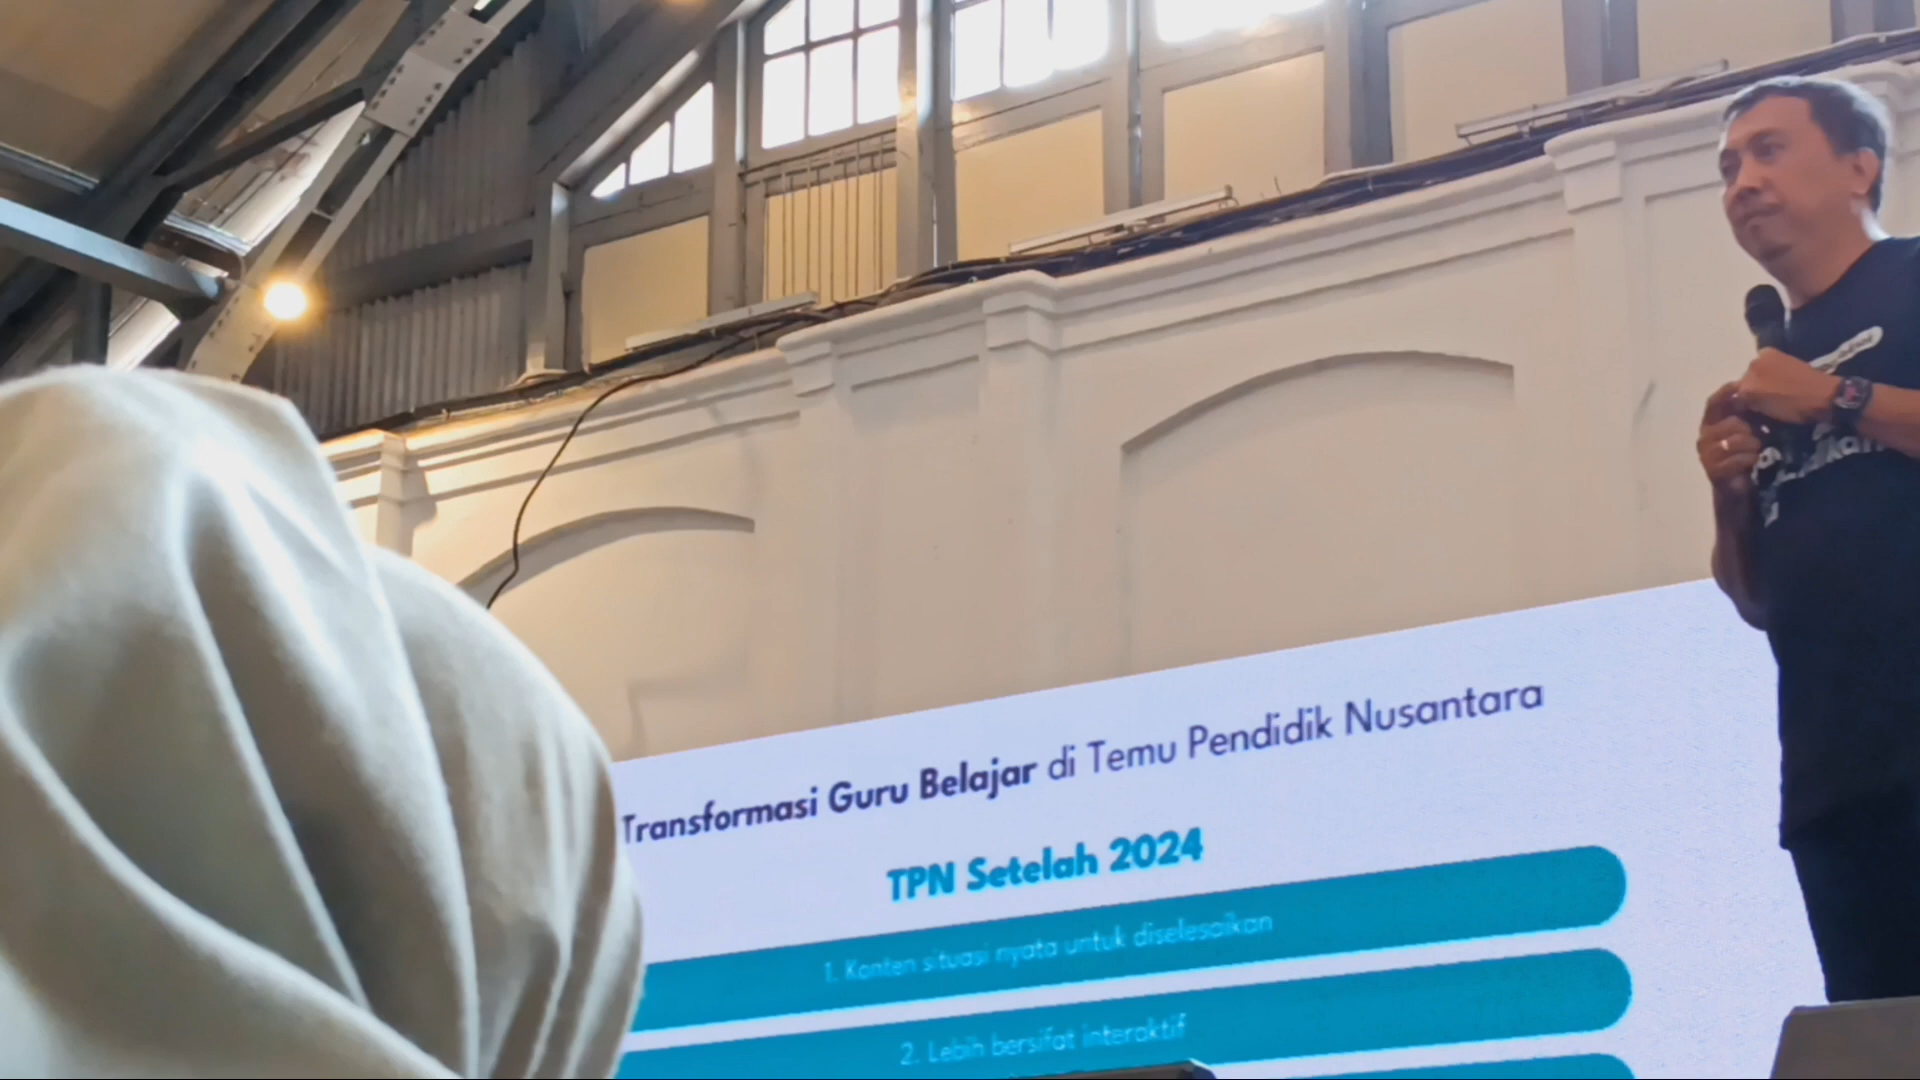 Transformasi Guru Belajar di Temu Pendidik Nusantara
TPN Setelah 2024
1. Konten situasi nyata untuk diselesaikan
2. Lebih bersifat interaktif